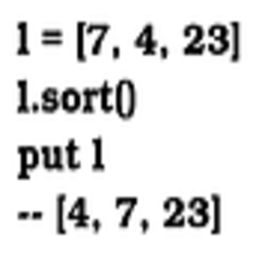 l = [7, 4, 23]
l.sort()
put l
-- [4, 7, 23]